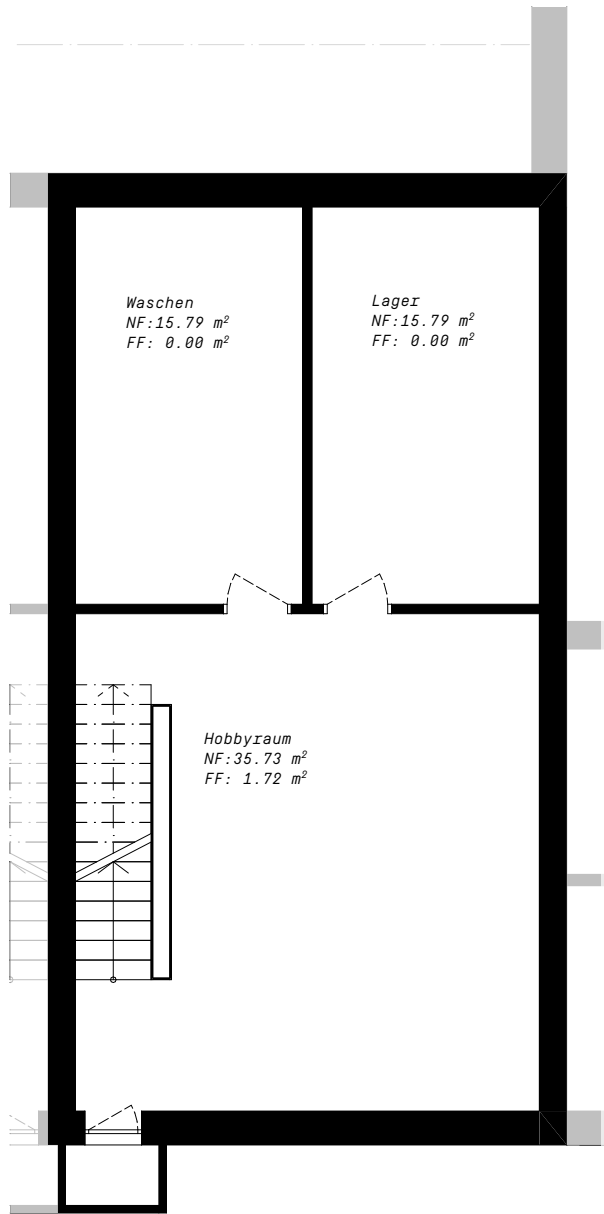 Waschen
NF:15.79 m²
FF: 0.00 m²
Lager
NF:15.79 m²
FF: 0.00 m²
Hobbyraum
NF:35.73 m²
FF: 1.72 m²